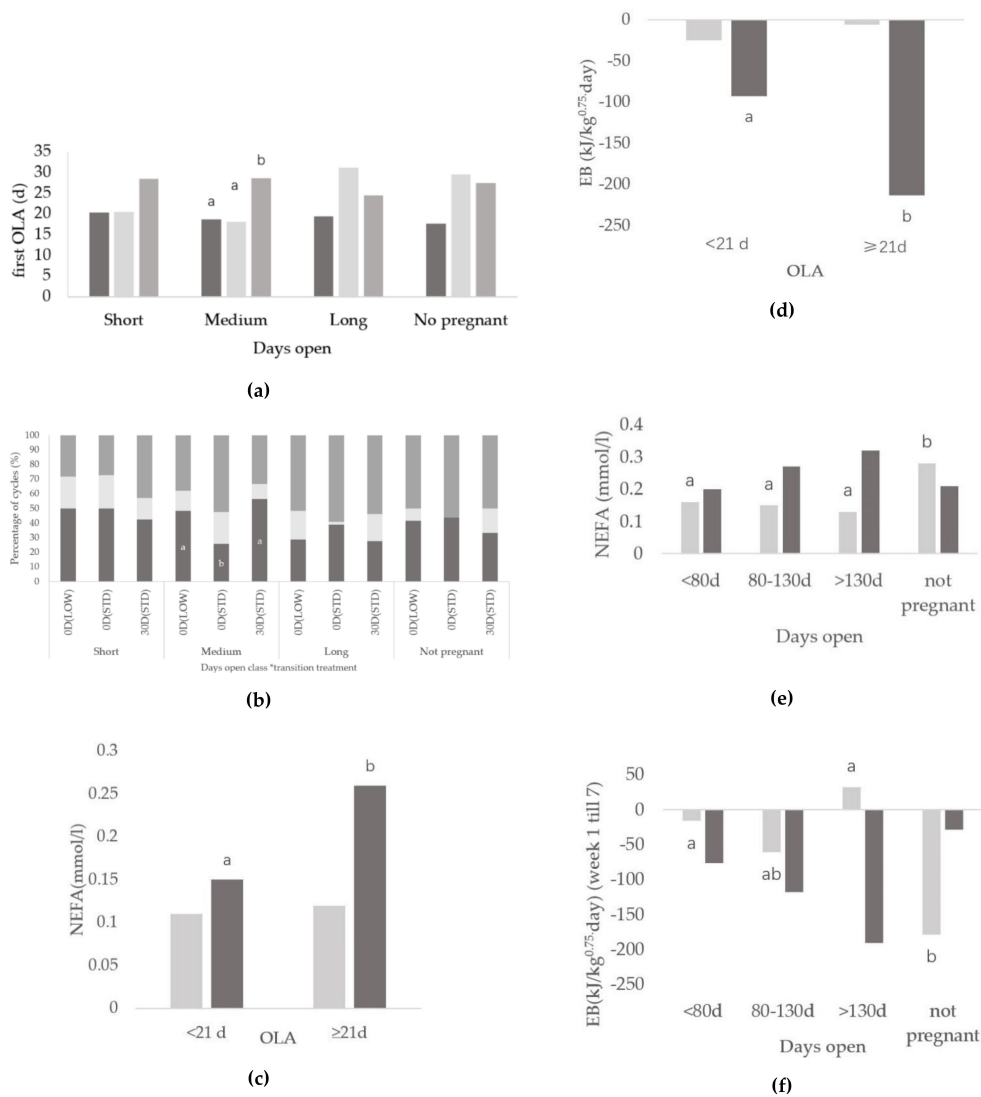 35
30
25
20
15
10
5
0
first OLA (d)
a
a
b
Short
Medium
Long
No pregnant
Days open
(a)
100
90
80
70
60
50
40
30
20
10
0
Percentage of cycles (%)
a
b
a
0D(LOW)
0D(STD)
30D(STD)
0D(LOW)
0D(STD)
30D(STD)
0D(LOW)
0D(STD)
30D(STD)
0D(LOW)
0D(STD)
30D(STD)
Short
Medium
Long
Not pregnant
Days open class *transition treatment
(b)
0.3
0.25
0.2
0.15
0.1
0.05
0
NEFA(mmol/l)
a
b
<21 d
≥21d
OLA
(c)
0
-50
-100
-150
-200
-250
EB (kJ/kg0.75.day)
a
b
<21 d
≥21d
OLA
(d)
0.4
0.3
0.2
0.1
0
NEFA (mmol/l)
a
a
a
b
<80d
80-130d
>130d
not
pregnant
Days open
(e)
50
0
-50
-100
-150
-200
-250
EB(kJ/kg0.75.day) (week 1 till 7)
a
ab
a
b
<80d
80-130d
>130d
not
pregnant
Days open
(f)